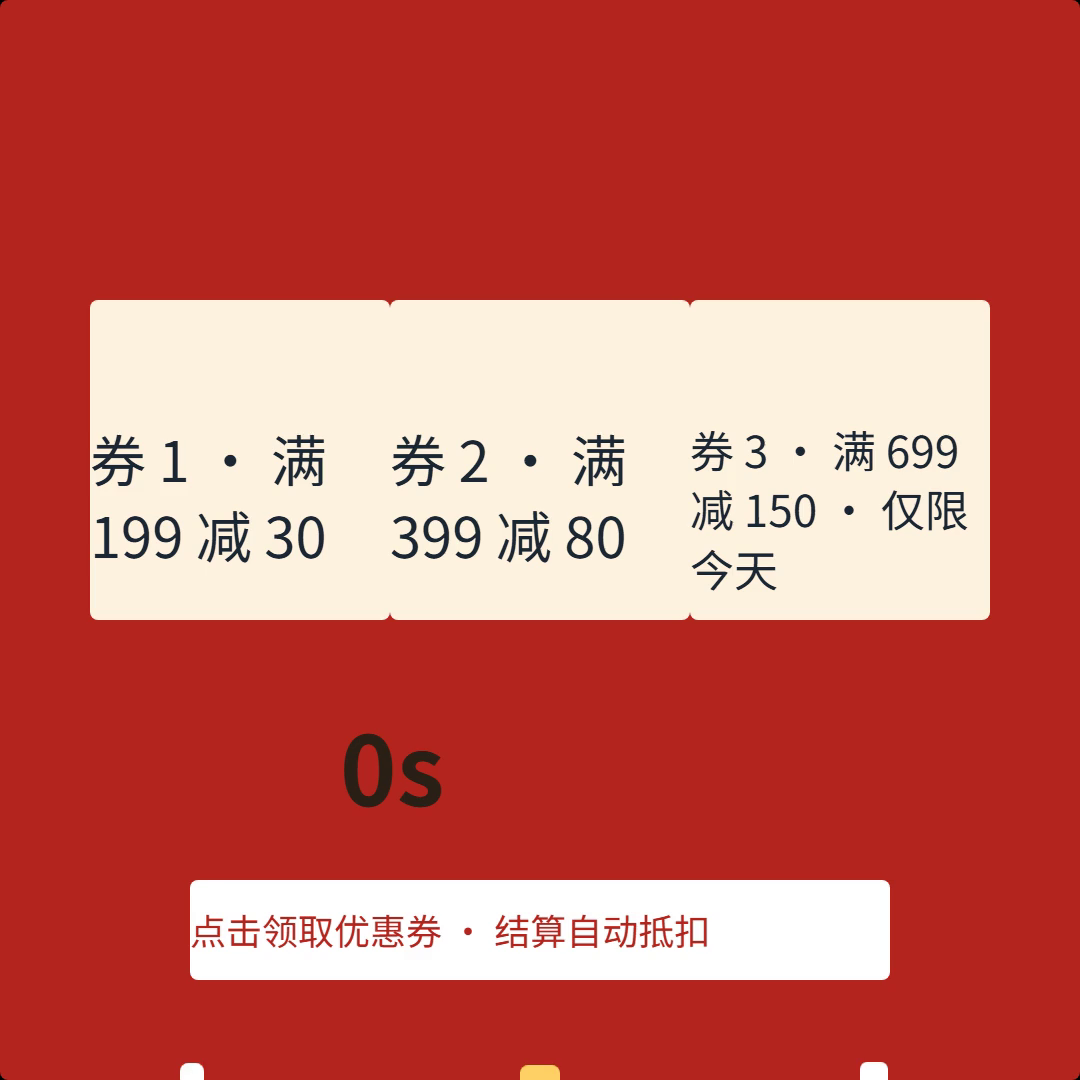 券 1 · 满
199 减 30
券 2 · 满
399 减 80
券 3 · 满 699
减 150 · 仅限
今天
0s
点击领取优惠券 · 结算自动抵扣